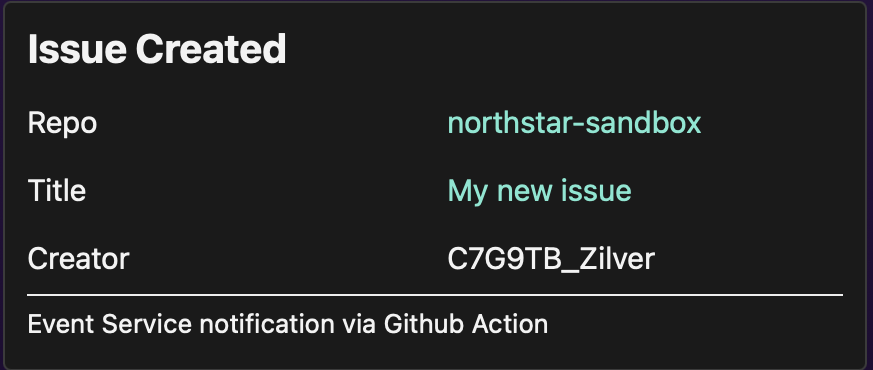 Issue Created
Repo northstar-sandbox
Title My new issue
Creator C7G9TB_Zilver
Event Service notification via Github Action